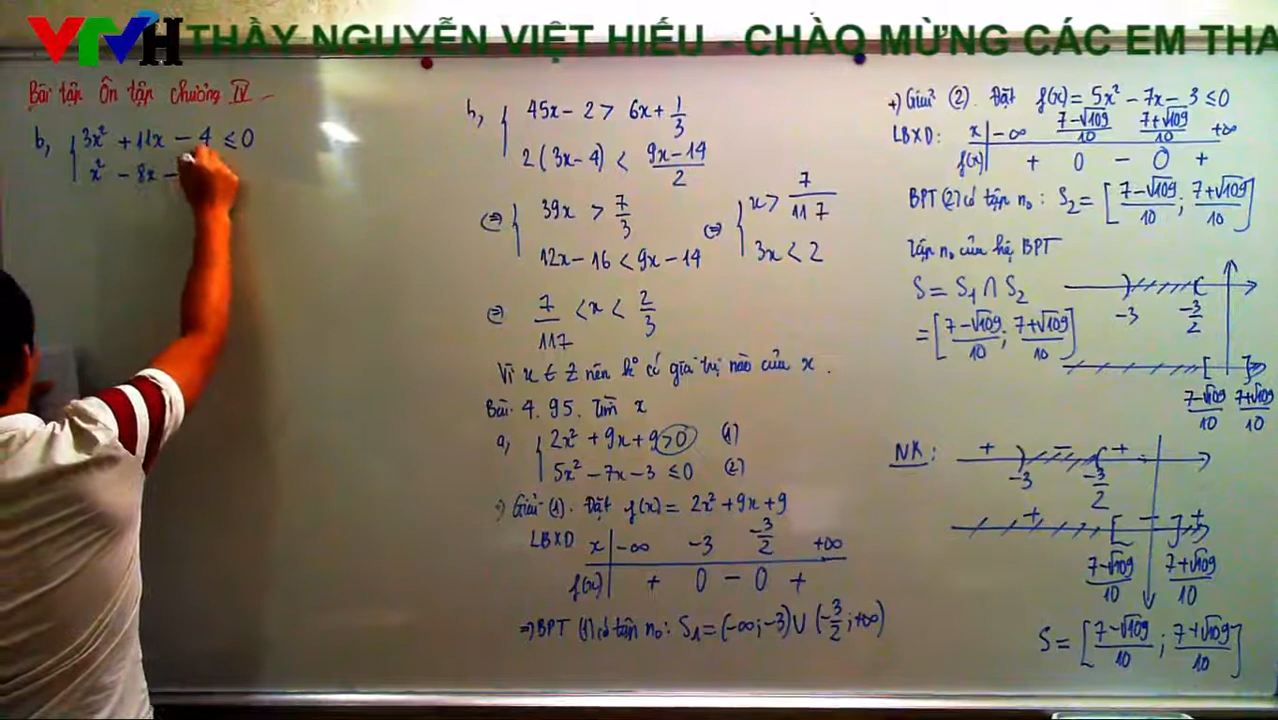 VTVH
THẦY NGUYỄN VIỆT HIẾU - CHÀO MỪNG CÁC EM THA
Bài tập Ôn tập chương IV
b, { 3x² + 11x - 4 ≤ 0
x² - 8x -
h, { 45x - 2 > 6x + 1/3
2(3x-4) < (9x-14)/2
⇔ { 39x > 7/3
12x - 16 < 9x - 14
⇔ { x > 7/117
3x < 2
⇔ 7/117 < x < 2/3
Vì x ∈ Z nên ko có giá trị nào của x.
Bài 4.95. Tìm x
a, { 2x² + 9x + 9 > 0 (1)
5x² - 7x - 3 ≤ 0 (2)
+) Giải (1). Đặt f(x) = 2x² + 9x + 9
LBXD x | -∞ -3 -3/2 +∞
f(x) | + 0 - 0 +
⇒ BPT (1) có tập no: S₁ = (-∞; -3) ∪ (-3/2; +∞)
+) Giải (2). Đặt f(x) = 5x² - 7x - 3 ≤ 0
LBXD: x | -∞ (7-√109)/10 (7+√109)/10 +∞
f(x) | + 0 - 0 +
BPT (2) có tập no: S₂ = [(7-√109)/10; (7+√109)/10]
Tập no của hệ BPT
S = S₁ ∩ S₂
= [(7-√109)/10; (7+√109)/10]
-3 -3/2
(7-√109)/10 (7+√109)/10
NK: + - +
-3 -3/2
+ - +
(7-√109)/10 (7+√109)/10
S = [(7-√109)/10; (7+√109)/10]